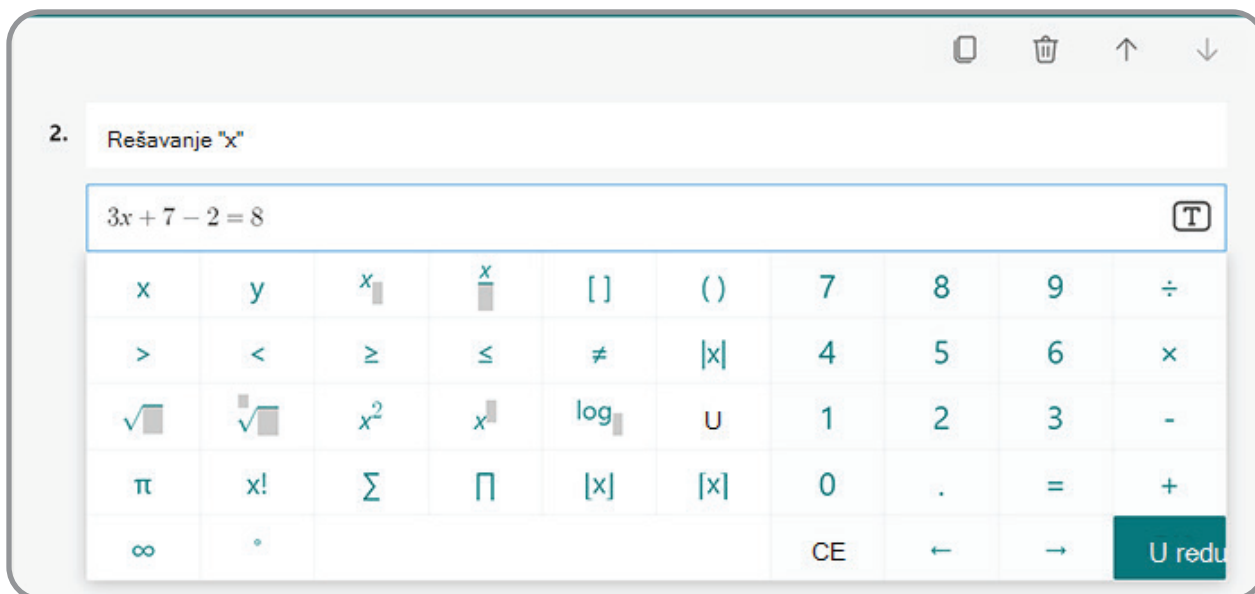 2. Rešavanje "x"
3x + 7 − 2 = 8 T
x y x▯ x/▯ [ ] ( ) 7 8 9 ÷
> < ≥ ≤ ≠ |x| 4 5 6 ×
√▯ ▯√▯ x² x▯ log▯ U 1 2 3 -
π x! ∑ ∏ ⌊x⌋ ⌈x⌉ 0 . = +
∞ ° CE ← → U redu